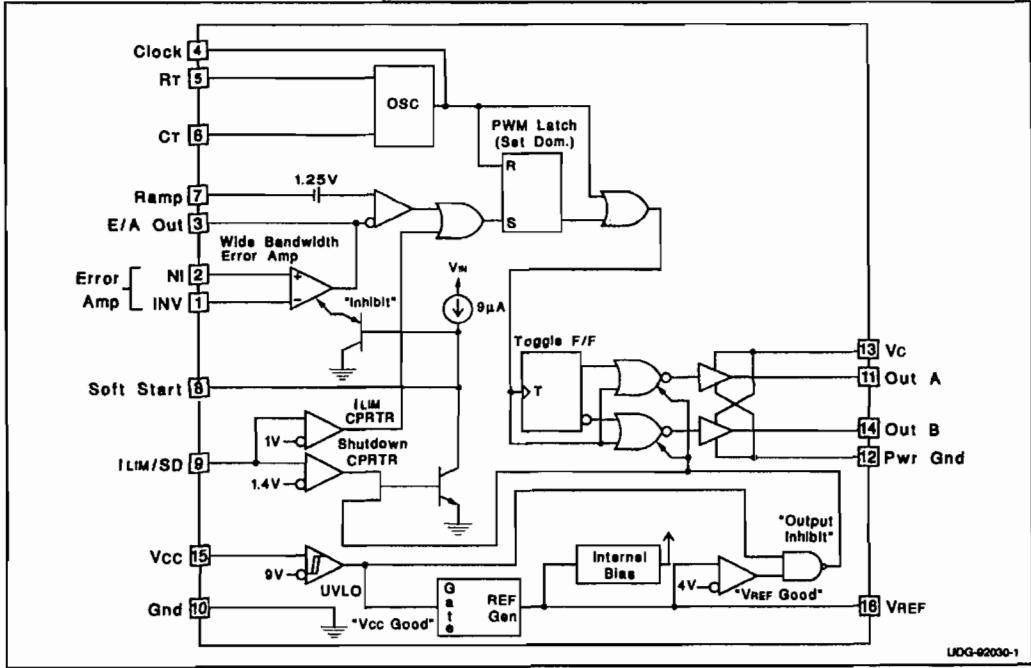 Clock 4
RT 5
OSC
CT 6
PWM Latch
(Set Dom.)
R
S
1.25V
Ramp 7
E/A Out 3
Wide Bandwidth
Error Amp
Error
Amp
NI 2
INV 1
+
−
"Inhibit"
VIN
9µA
Toggle F/F
T
13 Vc
11 Out A
14 Out B
12 Pwr Gnd
Soft Start 8
ILIM
CPRTR
1V
Shutdown
CPRTR
ILIM/SD 9
1.4V
"Output
Inhibit"
Vcc 15
9V
UVLO
Internal
Bias
4V
"VREF Good"
Gnd 10
"Vcc Good"
Gate
REF
Gen
16 VREF
UDG-92030-1